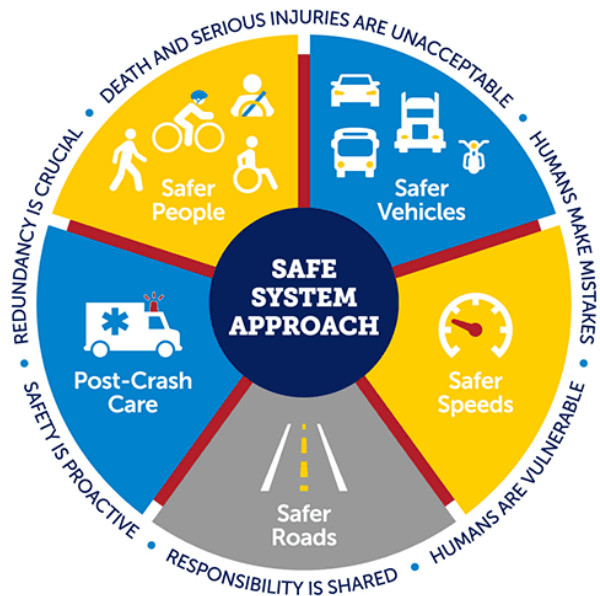 DEATH AND SERIOUS INJURIES ARE UNACCEPTABLE
HUMANS MAKE MISTAKES
HUMANS ARE VULNERABLE
RESPONSIBILITY IS SHARED
SAFETY IS PROACTIVE
REDUNDANCY IS CRUCIAL
Safer
People
Safer
Vehicles
SAFE
SYSTEM
APPROACH
Post-Crash
Care
Safer
Speeds
Safer
Roads